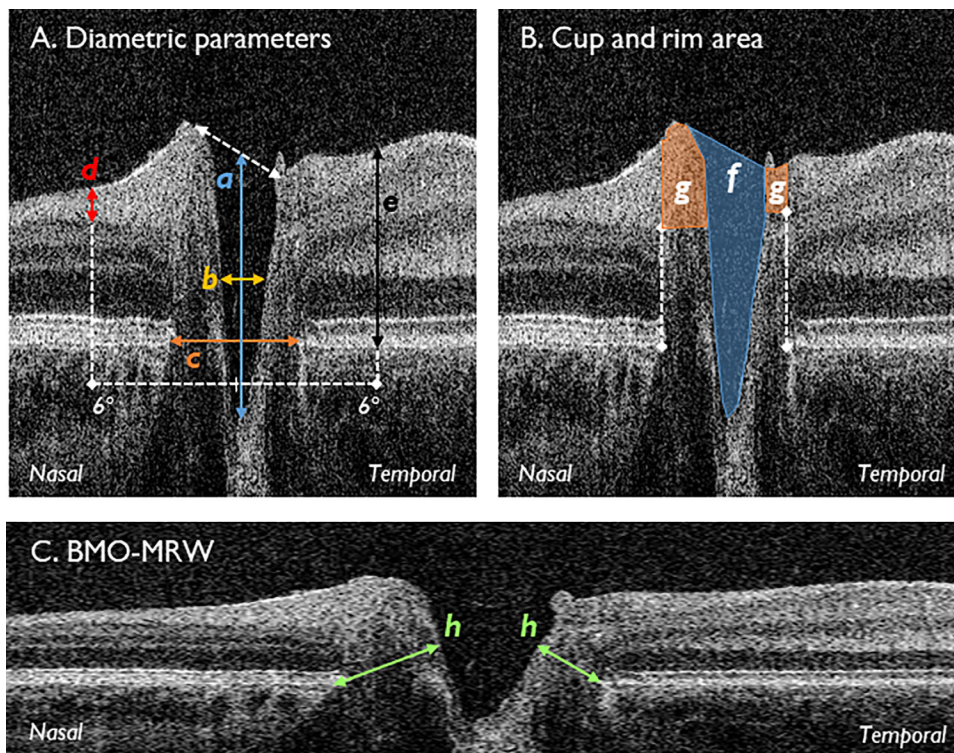 A. Diametric parameters
d
a
e
b
c
6°
6°
Nasal
Temporal
B. Cup and rim area
g
f
g
Nasal
Temporal
C. BMO-MRW
h
h
Nasal
Temporal